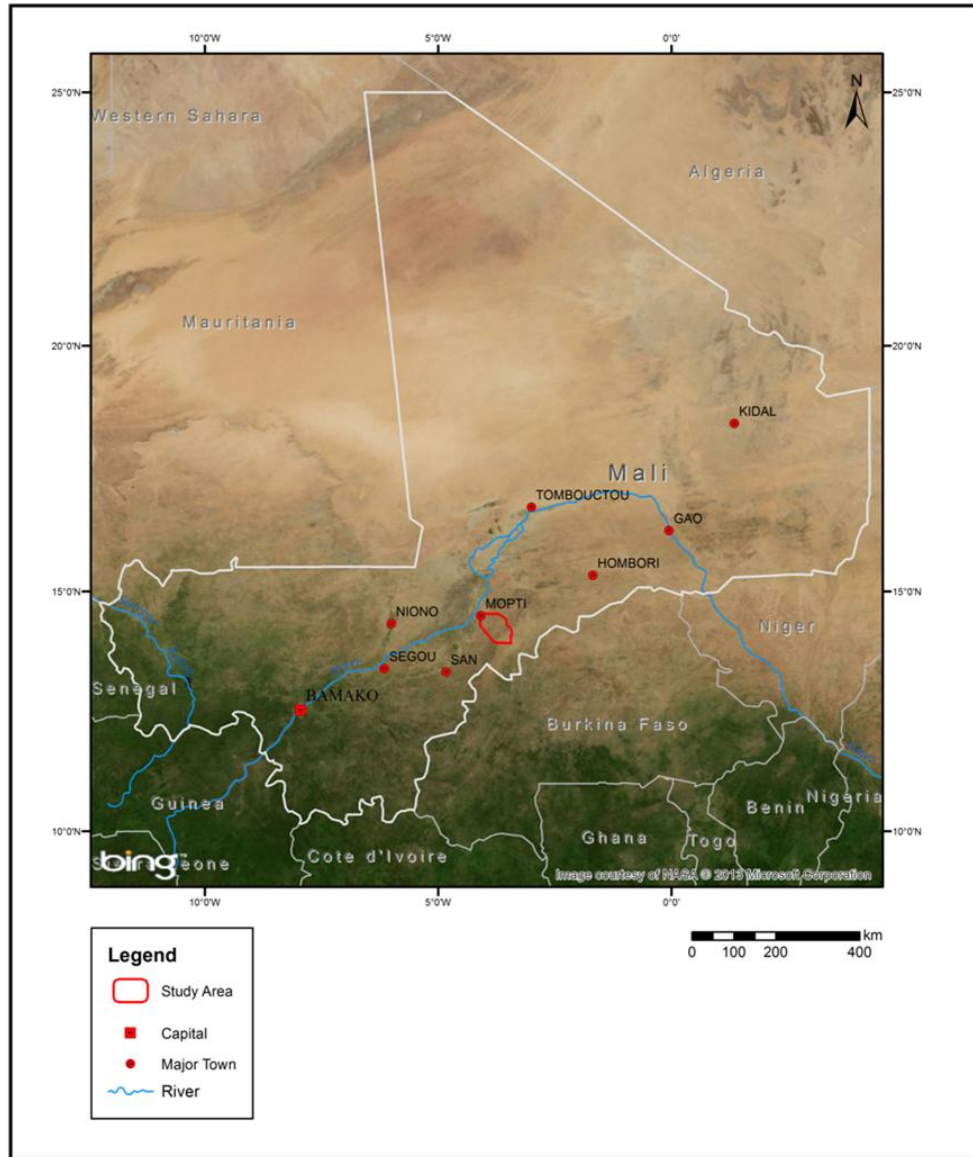 10°0'W 5°0'W 0°0'
25°0'N 25°0'N
N
Western Sahara
Algeria
Mauritania
20°0'N 20°0'N
KIDAL
Mali
TOMBOUCTOU
GAO
HOMBORI
15°0'N 15°0'N
MOPTI
NIONO
Niger
SEGOU
SAN
Senegal
BAMAKO
Burkina Faso
Guinea
Benin
Nigeria
10°0'N 10°0'N
Ghana
Togo
Cote d'Ivoire
bing™
Image courtesy of NASA © 2013 Microsoft Corporation
10°0'W 5°0'W 0°0'
Legend
Study Area
Capital
Major Town
River
km
0 100 200 400